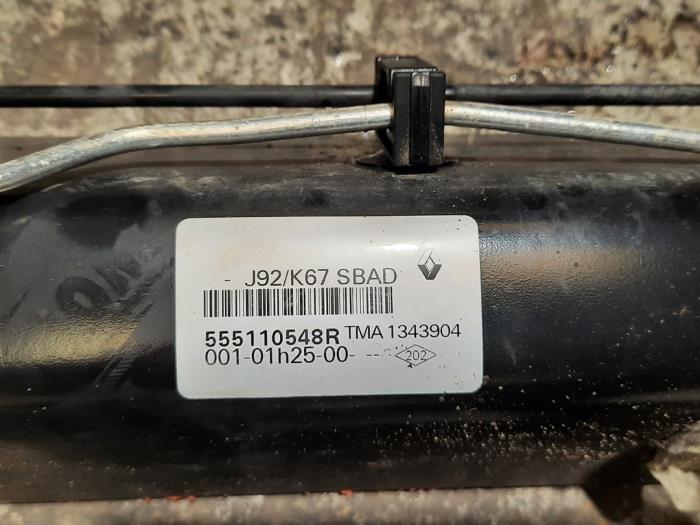 - J92/K67 SBAD
555110548R TMA 1343904
001-01h25-00- -- 202